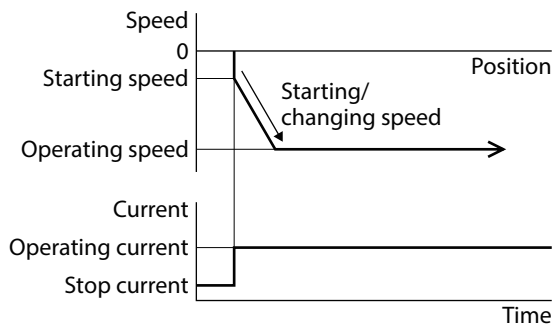 Speed
0
Position
Starting speed
Starting/
changing speed
Operating speed
Current
Operating current
Stop current
Time